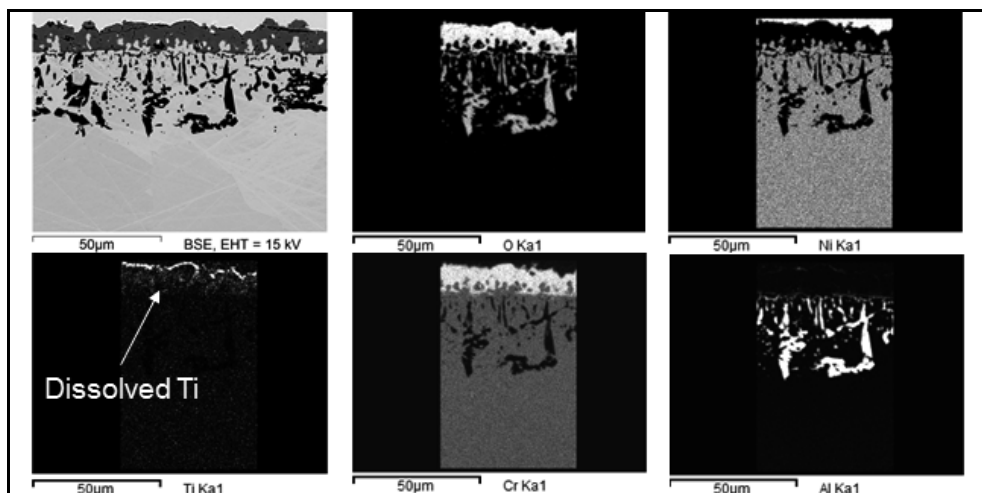 50µm BSE, EHT = 15 kV
50µm O Ka1
50µm Ni Ka1
Dissolved Ti
50µm Ti Ka1
50µm Cr Ka1
50µm Al Ka1